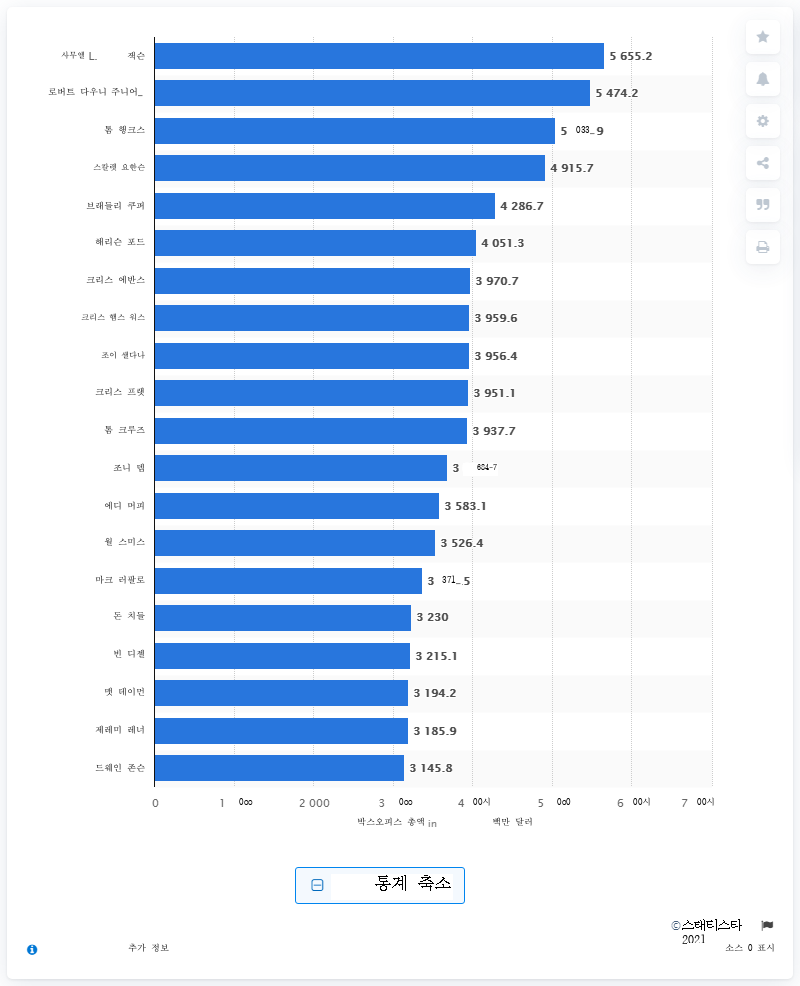 사무엘 L. 잭슨 5 655.2
로버트 다우니 주니어_ 5 474.2
톰 행크스 5 033_9
스칼렛 요한슨 4 915.7
브래들리 쿠퍼 4 286.7
해리슨 포드 4 051.3
크리스 에반스 3 970.7
크리스 헴스 워스 3 959.6
조이 샐다나 3 956.4
크리스 프랫 3 951.1
톰 크루즈 3 937.7
조니 뎁 3 684-7
에디 머피 3 583.1
윌 스미스 3 526.4
마크 러팔로 3 371_.5
돈 치들 3 230
빈 디젤 3 215.1
맷 데이먼 3 194.2
제레미 레너 3 185.9
드웨인 존슨 3 145.8
0 1 0oo 2 000 3 0oo 4 00시 5 0o0 6 00시 7 00시
박스오피스 총액 in 백만 달러
통계 축소
©스태티스타
2021
추가 정보 소스 0 표시